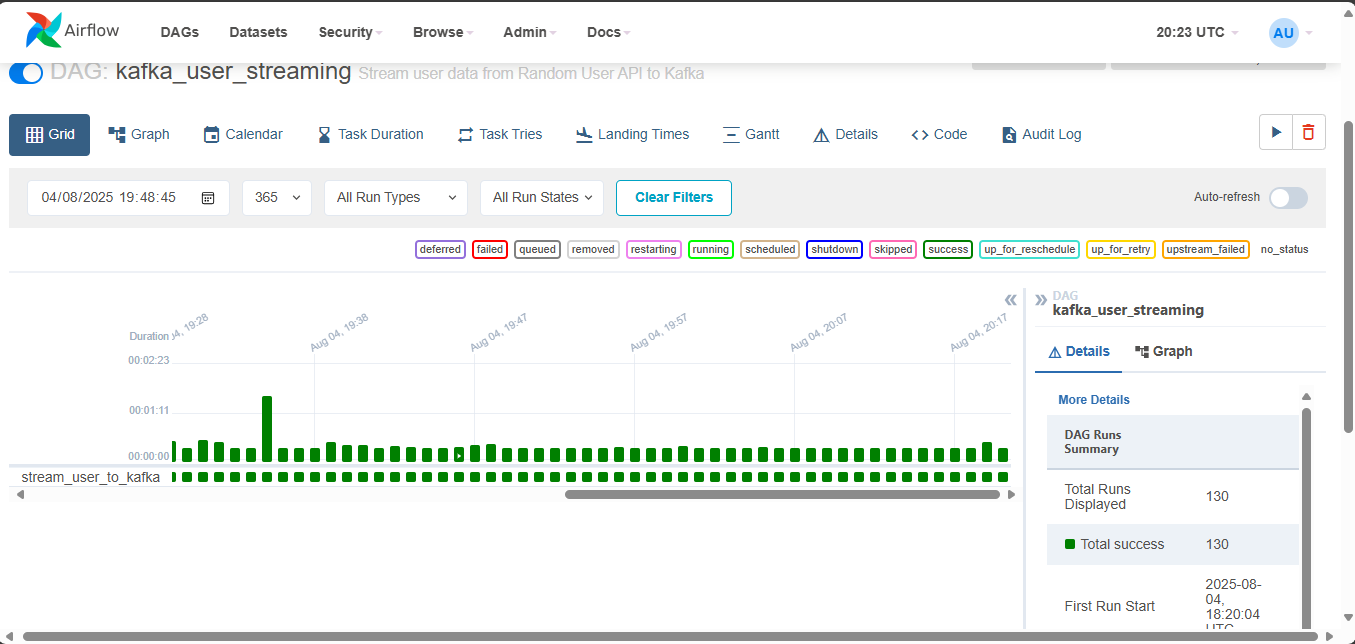 Airflow
DAGs Datasets Security Browse Admin Docs 20:23 UTC AU
DAG: kafka_user_streaming Stream user data from Random User API to Kafka
Grid Graph Calendar Task Duration Task Tries Landing Times Gantt Details Code Audit Log
04/08/2025 19:48:45 365 All Run Types All Run States Clear Filters Auto-refresh
deferred failed queued removed restarting running scheduled shutdown skipped success up_for_reschedule up_for_retry upstream_failed no_status
Duration
4, 19:28 Aug 04, 19:38 Aug 04, 19:47 Aug 04, 19:57 Aug 04, 20:07 Aug 04, 20:17
00:02:23
00:01:11
00:00:00
stream_user_to_kafka
DAG
kafka_user_streaming
Details Graph
More Details
DAG Runs
Summary
Total Runs
Displayed 130
Total success 130
First Run Start 2025-08-
04,
18:20:04
UTC